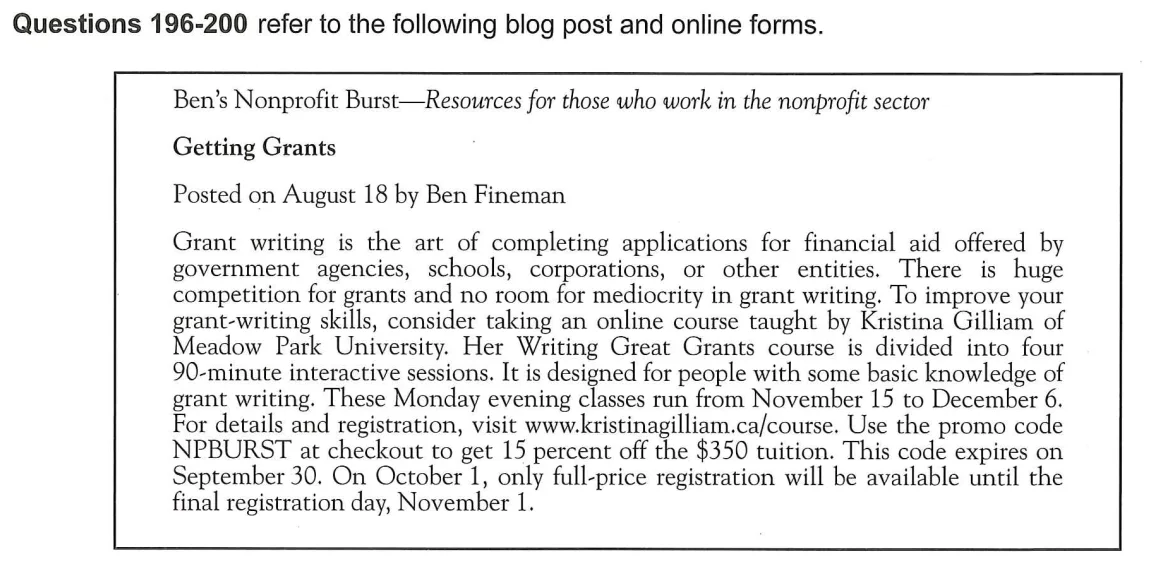 Questions 196-200 refer to the following blog post and online forms.
Ben's Nonprofit Burst—Resources for those who work in the nonprofit sector
Getting Grants
Posted on August 18 by Ben Fineman
Grant writing is the art of completing applications for financial aid offered by
government agencies, schools, corporations, or other entities. There is huge
competition for grants and no room for mediocrity in grant writing. To improve your
grant-writing skills, consider taking an online course taught by Kristina Gilliam of
Meadow Park University. Her Writing Great Grants course is divided into four
90-minute interactive sessions. It is designed for people with some basic knowledge of
grant writing. These Monday evening classes run from November 15 to December 6.
For details and registration, visit www.kristinagilliam.ca/course. Use the promo code
NPBURST at checkout to get 15 percent off the $350 tuition. This code expires on
September 30. On October 1, only full-price registration will be available until the
final registration day, November 1.